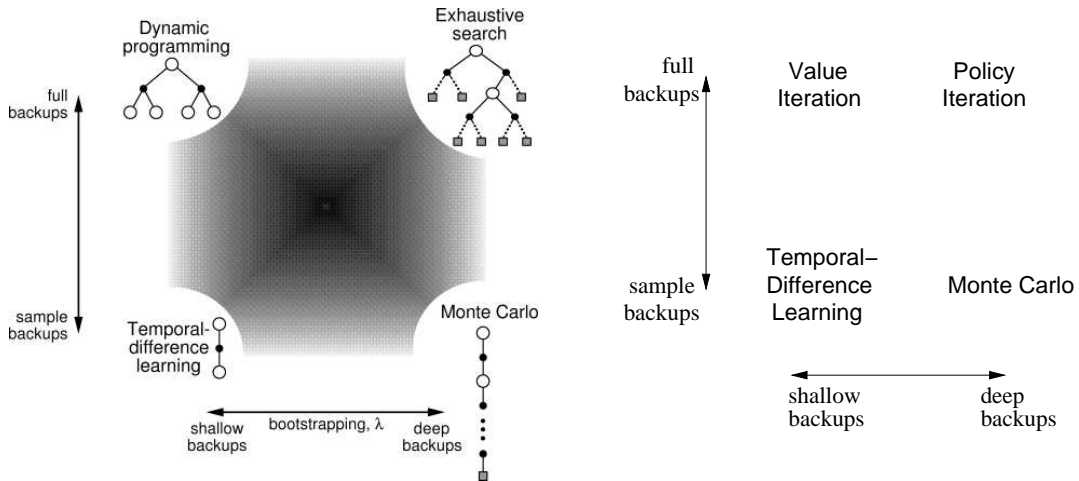 Dynamic
programming
Exhaustive
search
full
backups
sample
backups
Temporal-
difference
learning
Monte Carlo
shallow
backups
bootstrapping, λ
deep
backups
full
backups
Value
Iteration
Policy
Iteration
sample
backups
Temporal–
Difference
Learning
Monte Carlo
shallow
backups
deep
backups